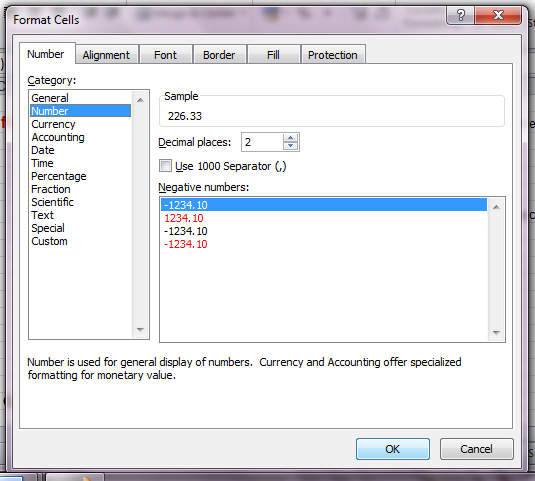 Format Cells
Number Alignment Font Border Fill Protection
Category:
General
Number
Currency
Accounting
Date
Time
Percentage
Fraction
Scientific
Text
Special
Custom
Sample
226.33
Decimal places: 2
Use 1000 Separator (,)
Negative numbers:
-1234.10
1234.10
-1234.10
-1234.10
Number is used for general display of numbers. Currency and Accounting offer specialized
formatting for monetary value.
OK Cancel